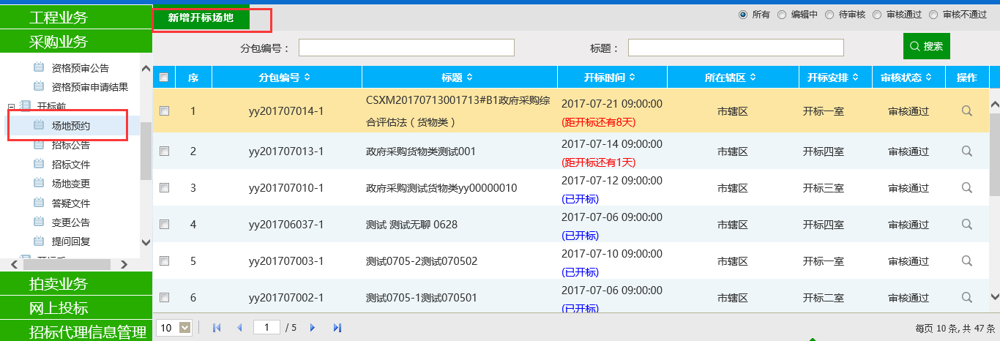 工程业务
采购业务
资格预审公告
资格预审申请结果
开标前
场地预约
招标公告
招标文件
场地变更
答疑文件
变更公告
提问回复
拍卖业务
网上投标
招标代理信息管理
新增开标场地
所有 编辑中 待审核 审核通过 审核不通过
分包编号： 标题： 搜索
序 分包编号 标题 开标时间 所在辖区 开标安排 审核状态 操作
1 yy201707014-1 CSXM20170713001713#B1政府采购综合评估法（货物类） 2017-07-21 09:00:00 (距开标还有8天) 市辖区 开标一室 审核通过
2 yy201707013-1 政府采购货物类测试001 2017-07-14 09:00:00 (距开标还有1天) 市辖区 开标四室 审核通过
3 yy201707010-1 政府采购测试货物类yy00000010 2017-07-12 09:00:00 (已开标) 市辖区 开标三室 审核通过
4 yy201706037-1 测试 测试无聊 0628 2017-07-06 09:00:00 (已开标) 市辖区 开标四室 审核通过
5 yy201707003-1 测试0705-2测试070502 2017-07-10 09:00:00 (已开标) 市辖区 开标一室 审核通过
6 yy201707002-1 测试0705-1测试070501 2017-07-06 09:00:00 (已开标) 市辖区 开标二室 审核通过
10 1 / 5 每页 10 条, 共 47 条